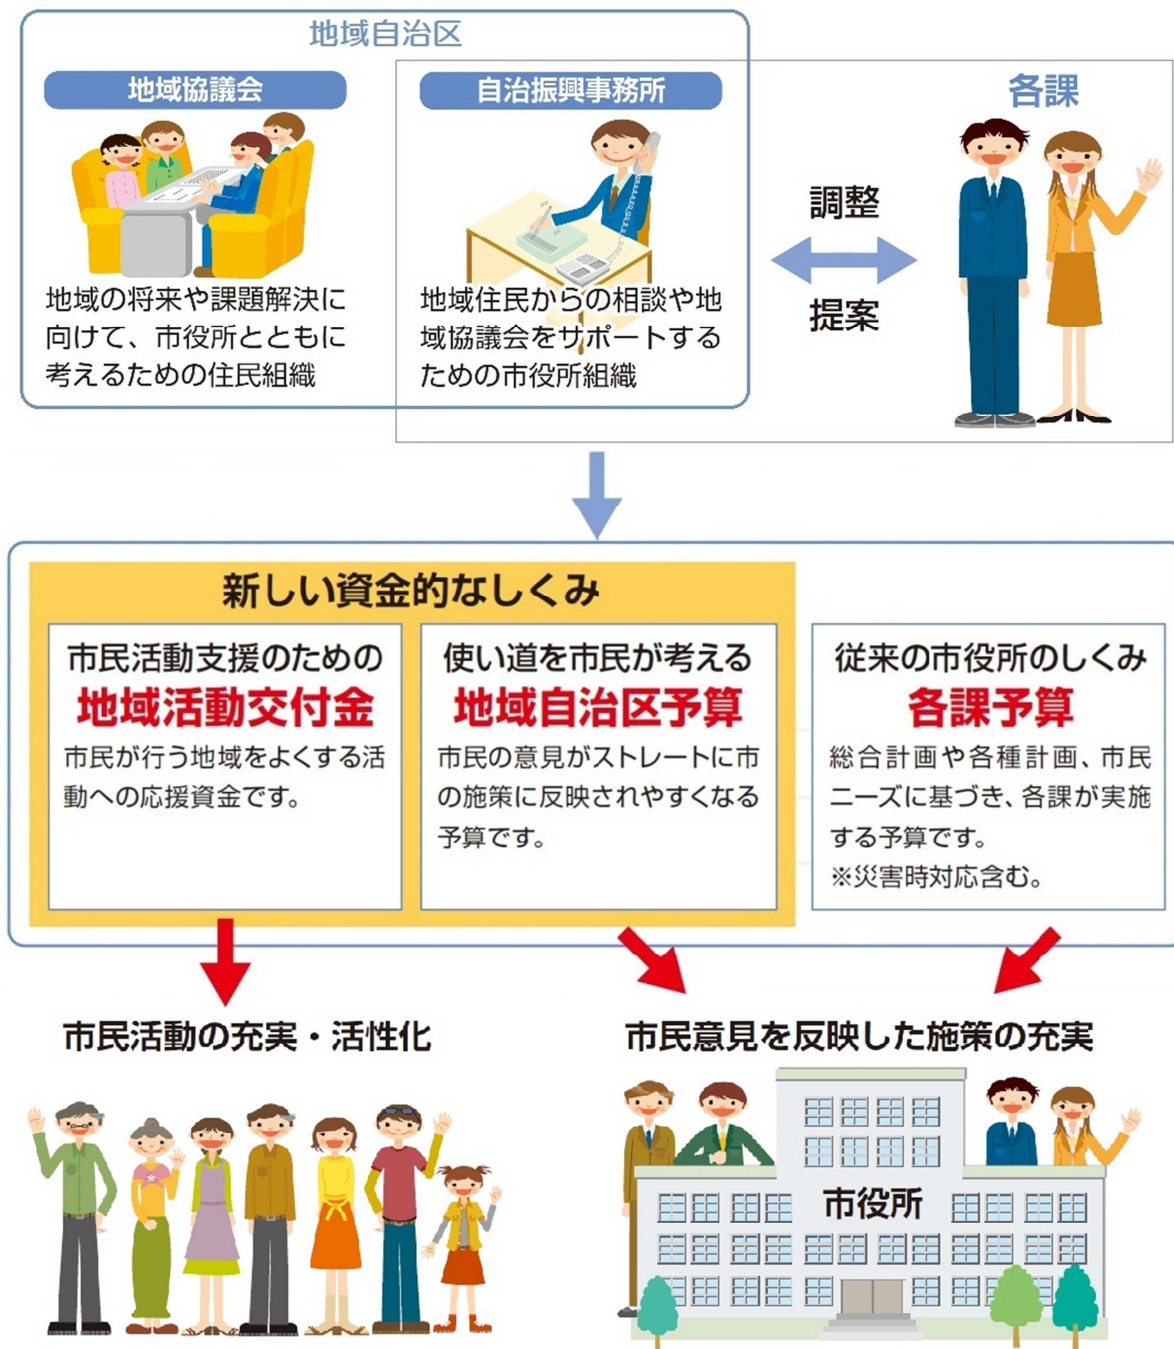 地域自治区
地域協議会
地域の将来や課題解決に
向けて、市役所とともに
考えるための住民組織
自治振興事務所
地域住民からの相談や地
域協議会をサポートする
ための市役所組織
調整
提案
各課
新しい資金的なしくみ
市民活動支援のための
地域活動交付金
市民が行う地域をよくする活
動への応援資金です。
使い道を市民が考える
地域自治区予算
市民の意見がストレートに市
の施策に反映されやすくなる
予算です。
従来の市役所のしくみ
各課予算
総合計画や各種計画、市民
ニーズに基づき、各課が実施
する予算です。
※災害時対応含む。
市民活動の充実・活性化
市民意見を反映した施策の充実
市役所